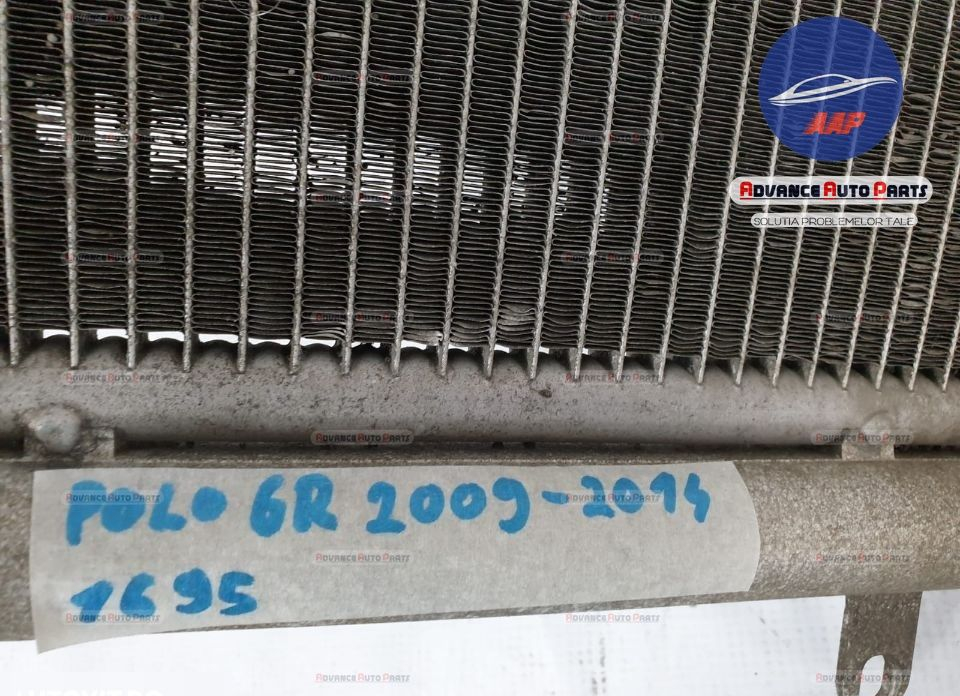 AAP
ADVANCE AUTO PARTS
SOLUTIA PROBLEMELOR TALE
POLO 6R 2009-2014
1695